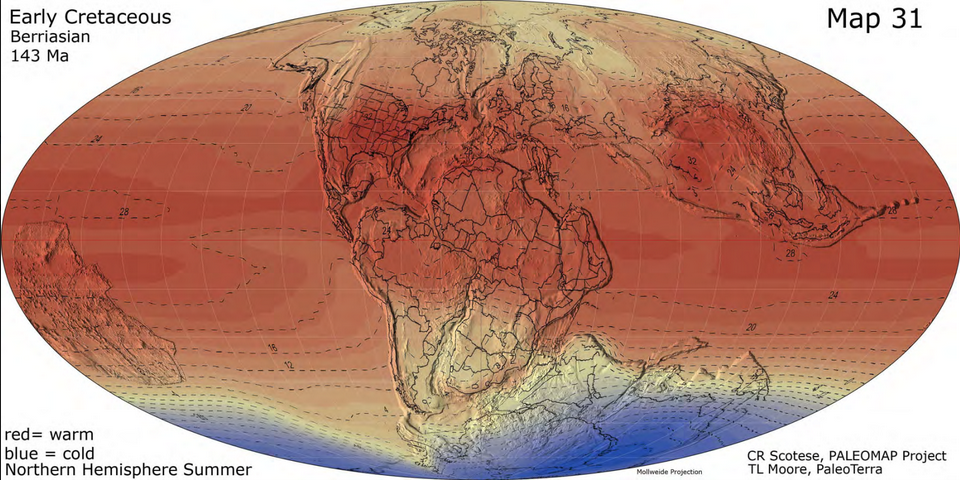 Early Cretaceous
Berriasian
143 Ma
Map 31
20
16
24
32
28
28
24
28
24
20
16
12
red= warm
blue = cold
Northern Hemisphere Summer
Mollweide Projection
CR Scotese, PALEOMAP Project
TL Moore, PaleoTerra